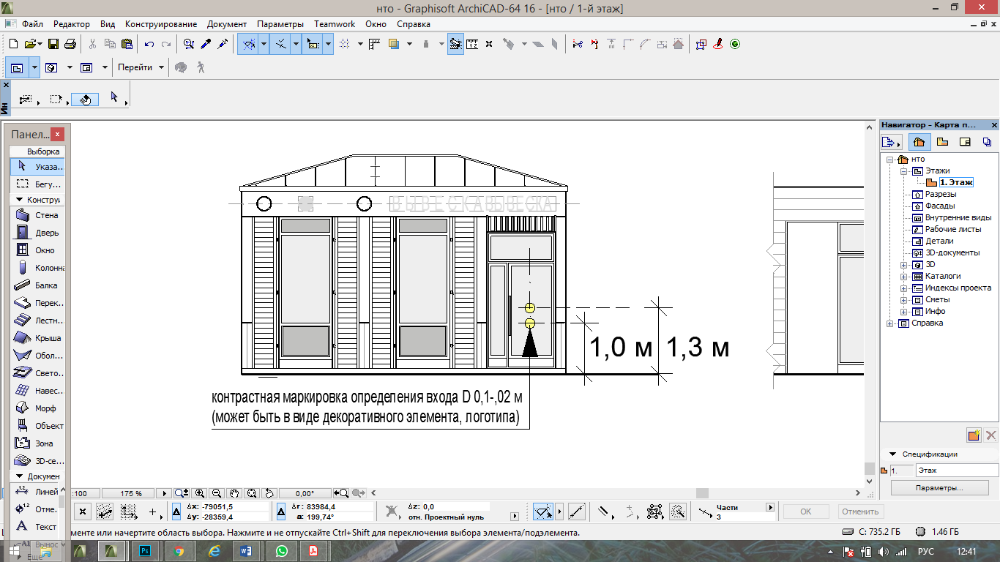 нто - Graphisoft ArchiCAD-64 16 - [нто / 1-й этаж]
Файл Редактор Вид Конструирование Документ Параметры Teamwork Окно Справка
Перейти
Ин
Панел...
Выборка
Указа...
Бегу...
Констру
Стена
Дверь
Окно
Колонн
Балка
Перек...
Лестн...
Крыша
Обол...
Свето...
Навес...
Морф
Объект
Зона
3D-се...
Докумен
Линей
Отме.
Текст
Вынос
Еще
ВЫВЕСКАВЫВЕСКА
1,0 м
1,3 м
контрастная маркировка определения входа D 0,1-,02 м
(может быть в виде декоративного элемента, логотипа)
Навигатор - Карта п...
нто
Этажи
1. Этаж
Разрезы
Фасады
Внутренние виды
Рабочие листы
Детали
3D-документы
3D
Каталоги
Индексы проекта
Сметы
Инфо
Справка
Спецификации
1. Этаж
Параметры...
:100 175 % 0,00°
Δx: -79051,5
Δy: -28359,4
Δr: 83984,4
a: 199,74°
Δz: 0,0
отн. Проектный нуль
Части
3
OK
Отменить
менте или начертите область выбора. Нажмите и не отпускайте Ctrl+Shift для переключения выбора элемента/подэлемента.
C: 735.2 ГБ
1.46 ГБ
РУС
12:41